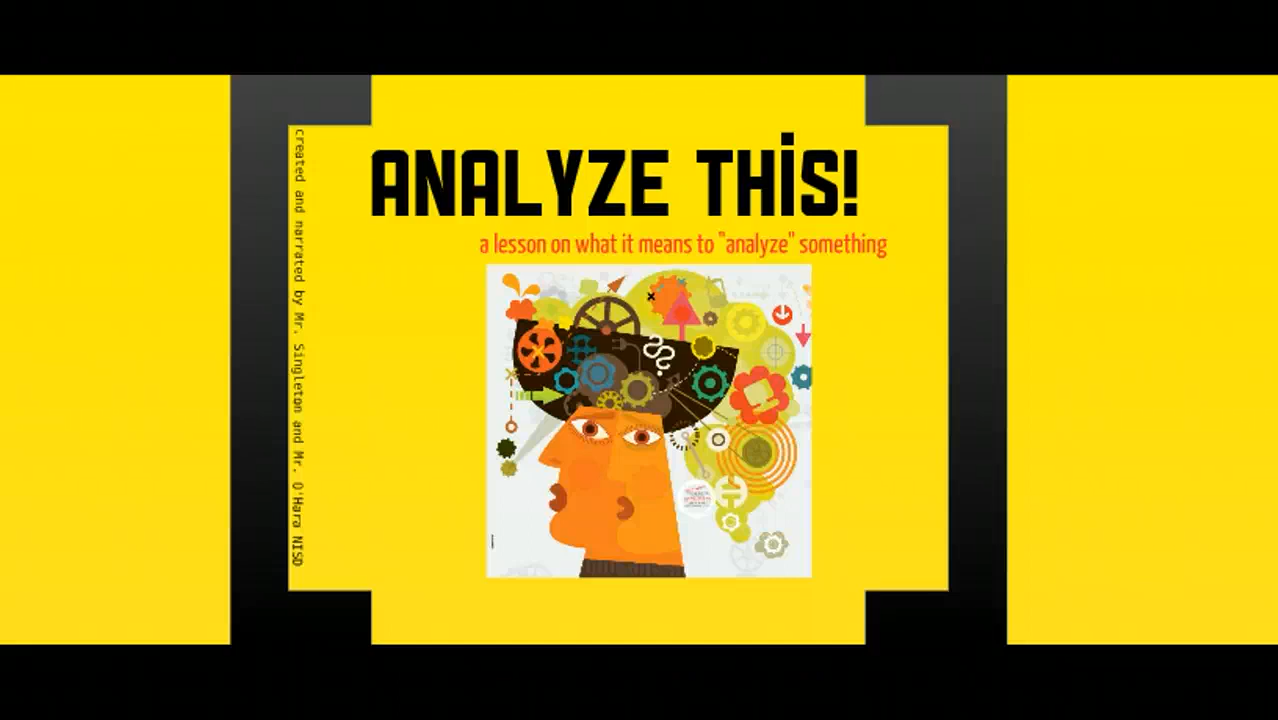 ANALYZE THiS!
a lesson on what it means to "analyze" something
created and narrated by Mr. Singleton and Mr. O'Hara NISD